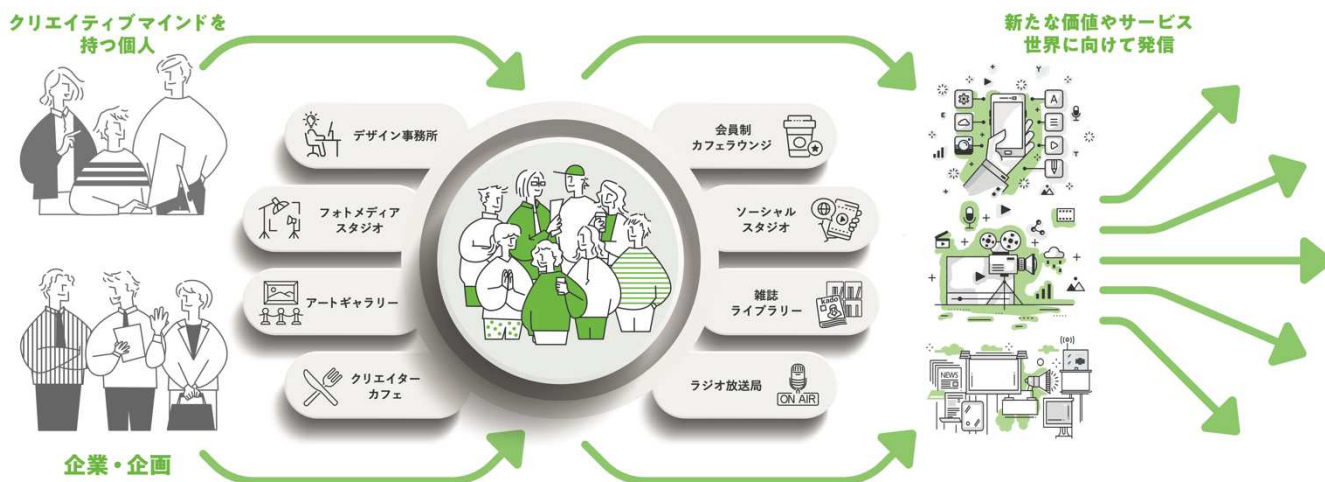 クリエイティブマインドを
持つ個人
企業・企画
デザイン事務所
フォトメディア
スタジオ
アートギャラリー
クリエイター
カフェ
会員制
カフェラウンジ
ソーシャル
スタジオ
雑誌
ライブラリー
kado
ラジオ放送局
ON AIR
新たな価値やサービス
世界に向けて発信
Y
A
E
T
NEWS